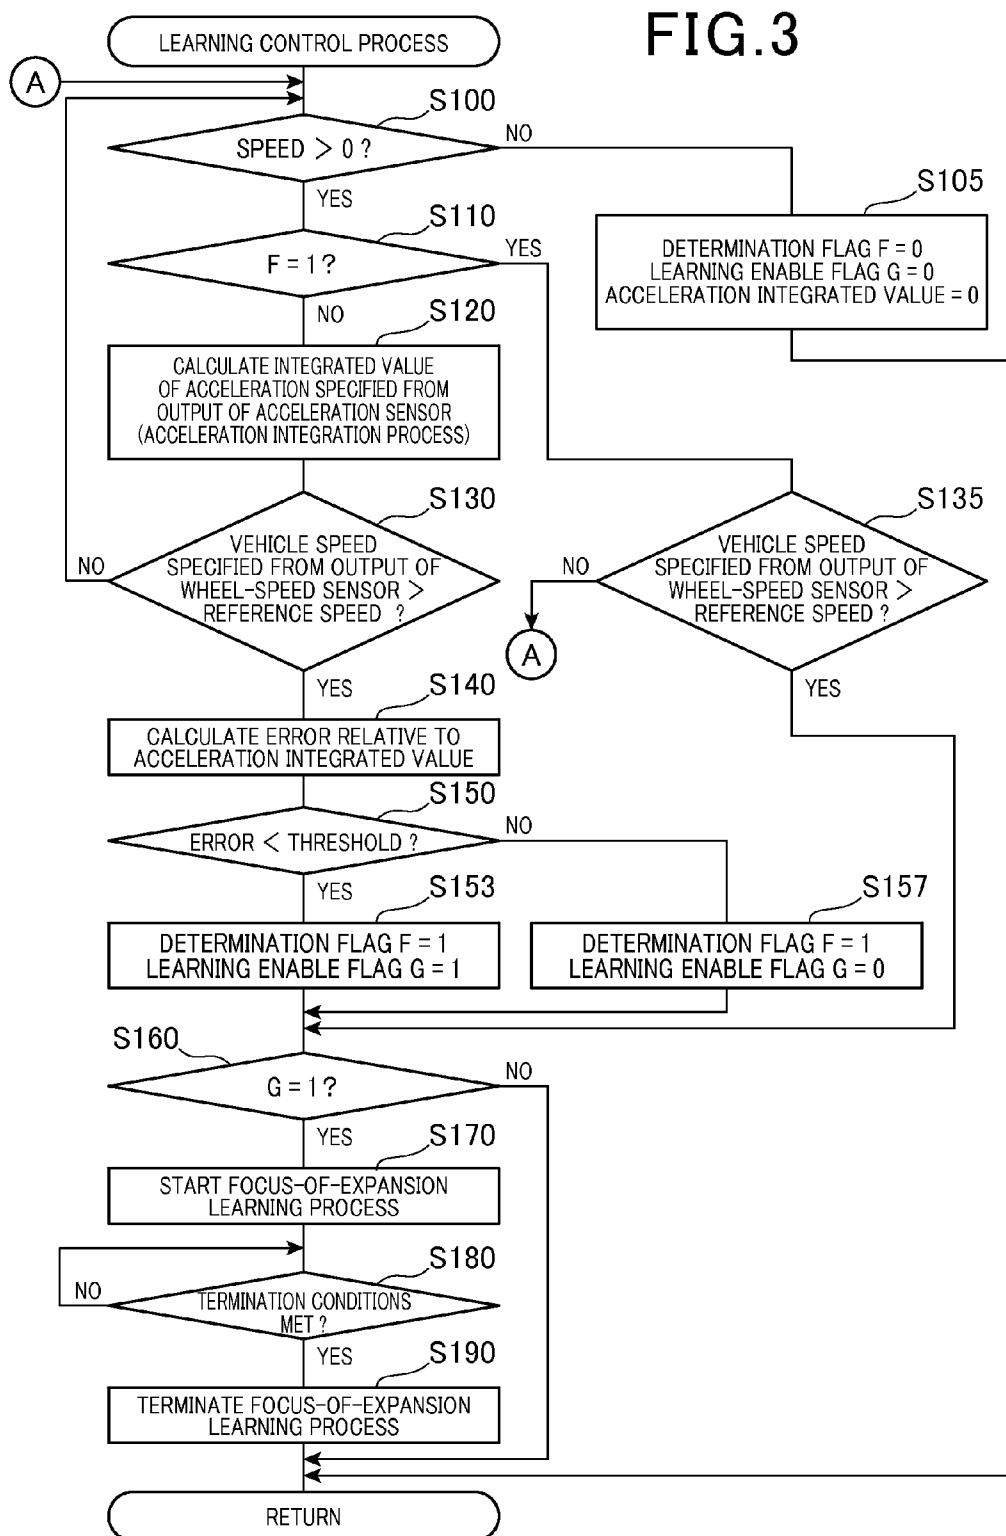 FIG.3
LEARNING CONTROL PROCESS
A
S100
SPEED > 0 ?
NO
YES
S105
DETERMINATION FLAG F = 0
LEARNING ENABLE FLAG G = 0
ACCELERATION INTEGRATED VALUE = 0
S110
F = 1 ?
YES
NO
S120
CALCULATE INTEGRATED VALUE
OF ACCELERATION SPECIFIED FROM
OUTPUT OF ACCELERATION SENSOR
(ACCELERATION INTEGRATION PROCESS)
S130
VEHICLE SPEED
SPECIFIED FROM OUTPUT OF
WHEEL-SPEED SENSOR >
REFERENCE SPEED ?
NO
YES
S135
VEHICLE SPEED
SPECIFIED FROM OUTPUT OF
WHEEL-SPEED SENSOR >
REFERENCE SPEED ?
NO
A
YES
S140
CALCULATE ERROR RELATIVE TO
ACCELERATION INTEGRATED VALUE
S150
ERROR < THRESHOLD ?
NO
YES
S153
DETERMINATION FLAG F = 1
LEARNING ENABLE FLAG G = 1
S157
DETERMINATION FLAG F = 1
LEARNING ENABLE FLAG G = 0
S160
G = 1 ?
NO
YES
S170
START FOCUS-OF-EXPANSION
LEARNING PROCESS
S180
TERMINATION CONDITIONS
MET ?
NO
YES
S190
TERMINATE FOCUS-OF-EXPANSION
LEARNING PROCESS
RETURN